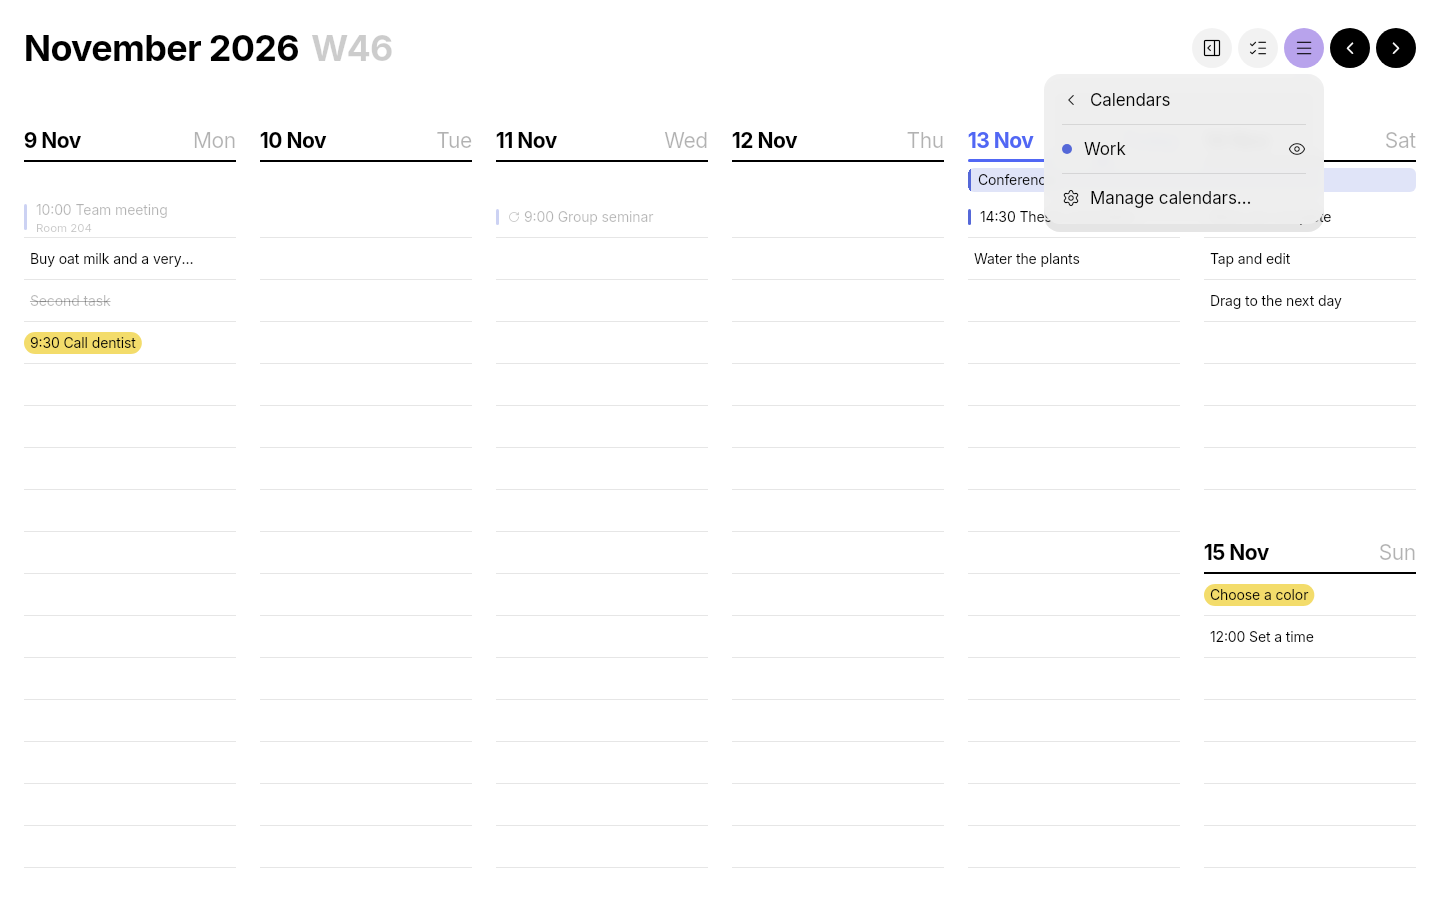 November 2026 W46
Calendars
Work
Manage calendars...
9 Nov Mon
10:00 Team meeting
Room 204
Buy oat milk and a very...
Second task
9:30 Call dentist
10 Nov Tue
11 Nov Wed
9:00 Group seminar
12 Nov Thu
13 Nov
14:30
Water the plants
Sat
Tap and edit
Drag to the next day
15 Nov Sun
Choose a color
12:00 Set a time